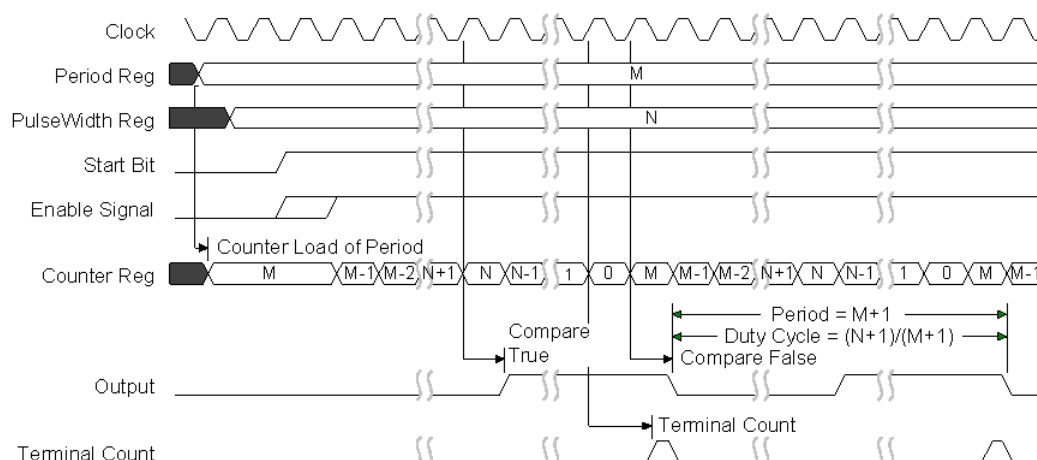 Clock
Period Reg
M
PulseWidth Reg
N
Start Bit
Enable Signal
Counter Load of Period
Counter Reg
M M-1 M-2 N+1 N N-1 1 0 M M-1 M-2 N+1 N N-1 1 0 M M-1
Period = M+1
Duty Cycle = (N+1)/(M+1)
Compare
True
Compare False
Output
Terminal Count
Terminal Count